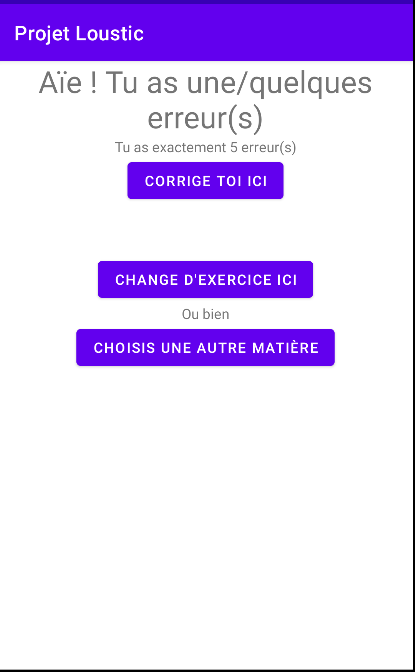 Projet Loustic
Aïe ! Tu as une/quelques
erreur(s)
Tu as exactement 5 erreur(s)
CORRIGE TOI ICI
CHANGE D'EXERCICE ICI
Ou bien
CHOISIS UNE AUTRE MATIÈRE